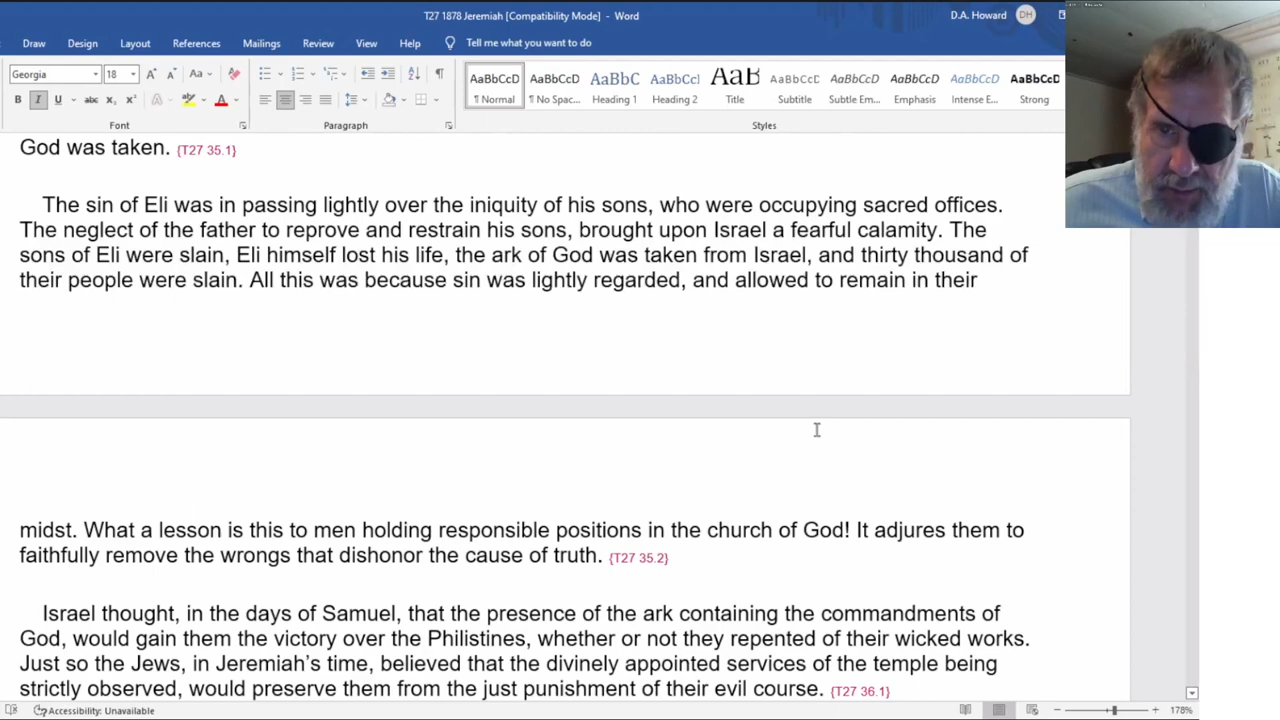 T27 1878 Jeremiah [Compatibility Mode] - Word
D.A. Howard DH
Draw Design Layout References Mailings Review View Help Tell me what you want to do
Georgia 18 Aa
B I U abc x₂ x² A A
Font Paragraph Styles
AaBbCcD AaBbCcD AaBbC AaBbCcD AaB AaBbCcD AaBbCcD AaBbCcD AaBbCcD AaBbCcD
¶ Normal ¶ No Spac... Heading 1 Heading 2 Title Subtitle Subtle Em... Emphasis Intense E... Strong
God was taken. {T27 35.1}
The sin of Eli was in passing lightly over the iniquity of his sons, who were occupying sacred offices.
The neglect of the father to reprove and restrain his sons, brought upon Israel a fearful calamity. The
sons of Eli were slain, Eli himself lost his life, the ark of God was taken from Israel, and thirty thousand of
their people were slain. All this was because sin was lightly regarded, and allowed to remain in their
midst. What a lesson is this to men holding responsible positions in the church of God! It adjures them to
faithfully remove the wrongs that dishonor the cause of truth. {T27 35.2}
Israel thought, in the days of Samuel, that the presence of the ark containing the commandments of
God, would gain them the victory over the Philistines, whether or not they repented of their wicked works.
Just so the Jews, in Jeremiah’s time, believed that the divinely appointed services of the temple being
strictly observed, would preserve them from the just punishment of their evil course. {T27 36.1}
Accessibility: Unavailable
178%